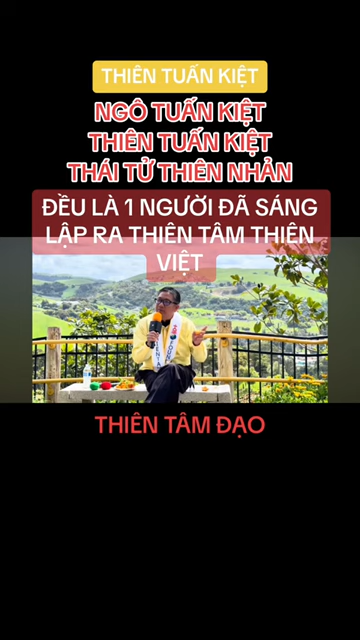 THIÊN TUẤN KIỆT
NGÔ TUẤN KIỆT
THIÊN TUẤN KIỆT
THÁI TỬ THIÊN NHẢN
ĐỀU LÀ 1 NGƯỜI ĐÃ SÁNG
LẬP RA THIÊN TÂM THIÊN
VIỆT
THIÊN TÂM ĐẠO